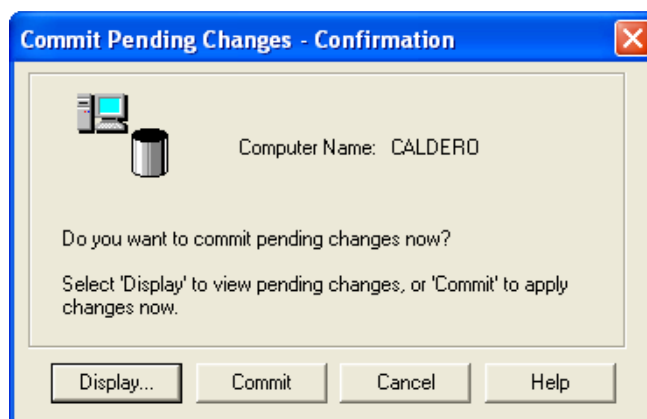 Commit Pending Changes - Confirmation
Computer Name: CALDERO
Do you want to commit pending changes now?
Select 'Display' to view pending changes, or 'Commit' to apply
changes now.
Display... Commit Cancel Help